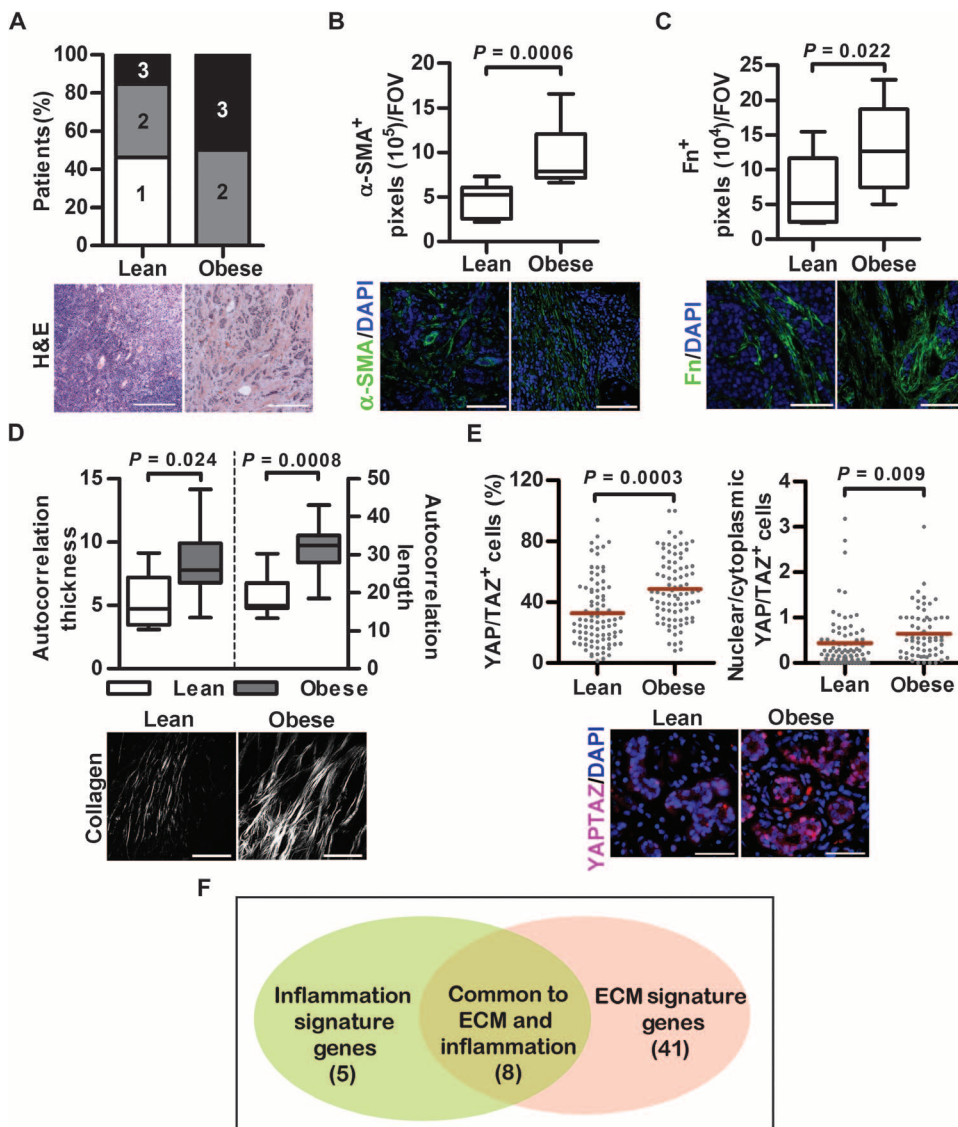 A
100
80
60
40
20
0
Patients(%)
3
2
1
3
2
Lean
Obese
H&E
B
P = 0.0006
20
15
10
5
0
α-SMA+
pixels (10⁵)/FOV
Lean
Obese
α-SMA/DAPI
C
P = 0.022
25
20
15
10
5
0
Fn+
pixels (10⁴)/FOV
Lean
Obese
Fn/DAPI
D
P = 0.024
P = 0.0008
15
10
5
0
Autocorrelation
thickness
50
40
30
20
10
0
Autocorrelation
length
Lean
Obese
Lean
Obese
Collagen
E
P = 0.0003
120
80
40
0
YAP/TAZ+ cells (%)
Lean
Obese
P = 0.009
4
3
2
1
0
Nuclear/cytoplasmic
YAP/TAZ+ cells
Lean
Obese
Lean
Obese
YAPTAZ/DAPI
F
Inflammation
signature
genes
(5)
Common to
ECM and
inflammation
(8)
ECM signature
genes
(41)